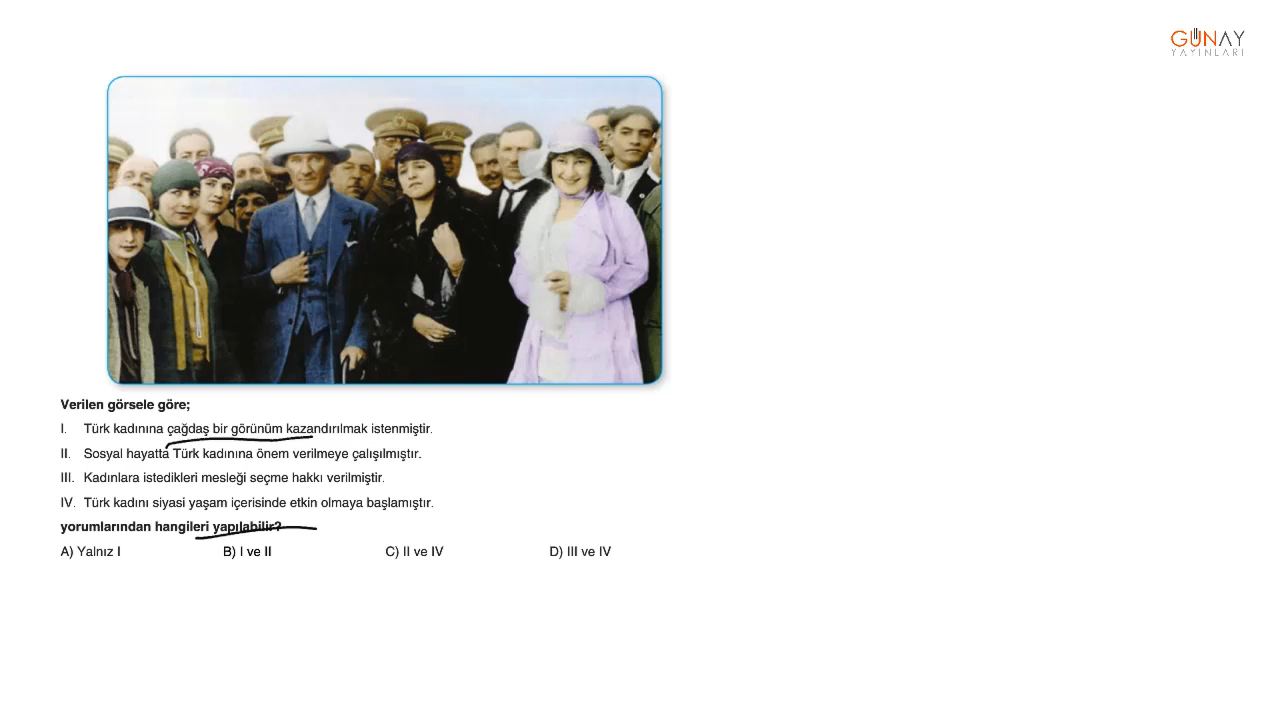 GÜNAY
YAYINLARI
Verilen görsele göre;
I. Türk kadınına çağdaş bir görünüm kazandırılmak istenmiştir.
II. Sosyal hayatta Türk kadınına önem verilmeye çalışılmıştır.
III. Kadınlara istedikleri mesleği seçme hakkı verilmiştir.
IV. Türk kadını siyasi yaşam içerisinde etkin olmaya başlamıştır.
yorumlarından hangileri yapılabilir?
A) Yalnız I B) I ve II C) II ve IV D) III ve IV